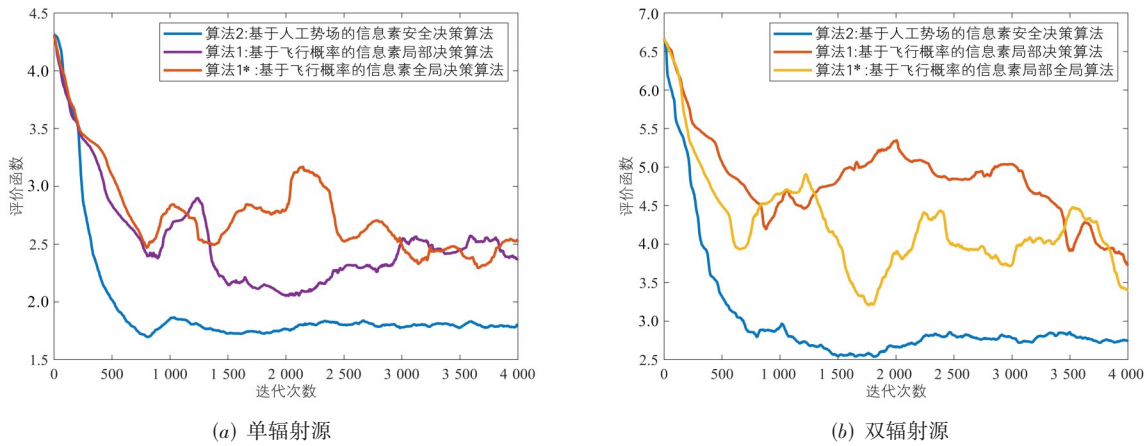 4.5
4.0
3.5
3.0
2.5
2.0
1.5
评价函数
算法2:基于人工势场的信息素安全决策算法
算法1:基于飞行概率的信息素局部决策算法
算法1*:基于飞行概率的信息素全局决策算法
0 500 1 000 1 500 2 000 2 500 3 000 3 500 4 000
迭代次数
(a) 单辐射源
7.0
6.5
6.0
5.5
5.0
4.5
4.0
3.5
3.0
2.5
评价函数
算法2:基于人工势场的信息素安全决策算法
算法1:基于飞行概率的信息素局部决策算法
算法1*:基于飞行概率的信息素局部全局算法
0 500 1 000 1 500 2 000 2 500 3 000 3 500 4 000
迭代次数
(b) 双辐射源